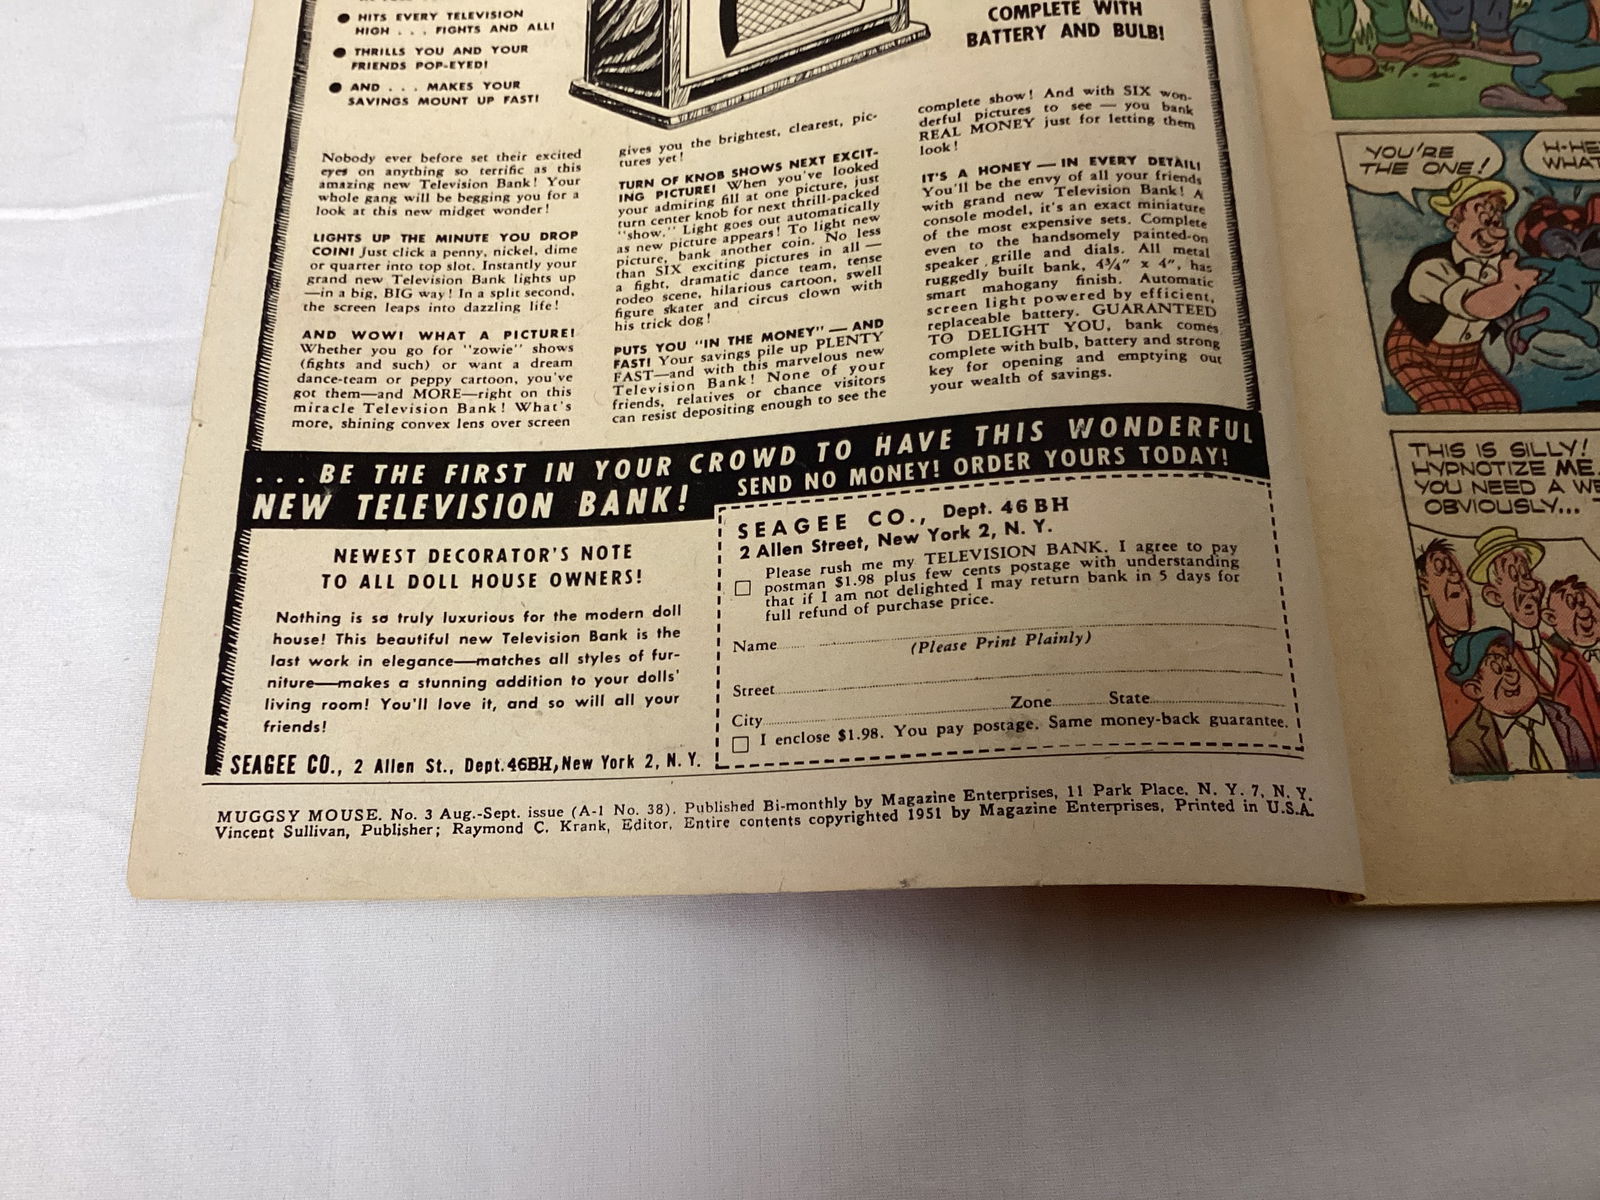 HITS EVERY TELEVISION
HIGH . . . FIGHTS AND ALL!
THRILLS YOU AND YOUR
FRIENDS POP-EYED!
AND . . . MAKES YOUR
SAVINGS MOUNT UP FAST!
COMPLETE WITH
BATTERY AND BULB!
Nobody ever before set their excited
eyes on anything so terrific as this
amazing new Television Bank! Your
whole gang will be begging you for a
look at this new midget wonder!
LIGHTS UP THE MINUTE YOU DROP
COIN! Just click a penny, nickel, dime
or quarter into top slot. Instantly your
grand new Television Bank lights up
—in a big, BIG way! In a split second,
the screen leaps into dazzling life!
AND WOW! WHAT A PICTURE!
Whether you go for "zowie" shows
(fights and such) or want a dream
dance-team or peppy cartoon, you've
got them—and MORE—right on this
miracle Television Bank! What's
more, shining convex lens over screen
gives you the brightest, clearest, pic-
tures yet!
TURN OF KNOB SHOWS NEXT EXCIT-
ING PICTURE! When you've looked
your admiring fill at one picture, just
turn center knob for next thrill-packed
"show." Light goes out automatically
as new picture appears! To light new
picture, bank another coin. No less
than SIX exciting pictures in all —
a fight, dramatic dance team, tense
rodeo scene, hilarious cartoon, swell
figure skater and circus clown with
his trick dog!
PUTS YOU "IN THE MONEY" — AND
FAST! Your savings pile up PLENTY
FAST—and with this marvelous new
Television Bank! None of your
friends, relatives or chance visitors
can resist depositing enough to see the
complete show! And with SIX won-
derful pictures to see — you bank
REAL MONEY just for letting them
look!
IT'S A HONEY — IN EVERY DETAIL!
You'll be the envy of all your friends
with grand new Television Bank! A
console model, it's an exact miniature
of the most expensive sets. Complete
even to the handsomely painted-on
speaker grille and dials. All metal
ruggedly built bank, 4¾" x 4", has
smart mahogany finish. Automatic
screen light powered by efficient,
replaceable battery. GUARANTEED
TO DELIGHT YOU, bank comes
complete with bulb, battery and strong
key for opening and emptying out
your wealth of savings.
. . . BE THE FIRST IN YOUR CROWD TO HAVE THIS WONDERFUL
NEW TELEVISION BANK! SEND NO MONEY! ORDER YOURS TODAY!
NEWEST DECORATOR'S NOTE
TO ALL DOLL HOUSE OWNERS!
Nothing is so truly luxurious for the modern doll
house! This beautiful new Television Bank is the
last work in elegance—matches all styles of fur-
niture—makes a stunning addition to your dolls'
living room! You'll love it, and so will all your
friends!
SEAGEE CO., 2 Allen St., Dept. 46BH, New York 2, N. Y.
SEAGEE CO., Dept. 46 BH
2 Allen Street, New York 2, N. Y.
Please rush me my TELEVISION BANK. I agree to pay
postman $1.98 plus few cents postage with understanding
that if I am not delighted I may return bank in 5 days for
full refund of purchase price.
Name
(Please Print Plainly)
Street
City Zone State
I enclose $1.98. You pay postage. Same money-back guarantee.
MUGGSY MOUSE. No. 3 Aug.-Sept. issue (A-1 No. 38). Published Bi-monthly by Magazine Enterprises, 11 Park Place. N. Y. 7, N. Y.
Vincent Sullivan, Publisher; Raymond C. Krank, Editor. Entire contents copyrighted 1951 by Magazine Enterprises. Printed in U.S.A.
YOU'RE
THE ONE!
THIS IS SILLY!
HYPNOTIZE ME.
YOU NEED A
OBVIOUSLY...